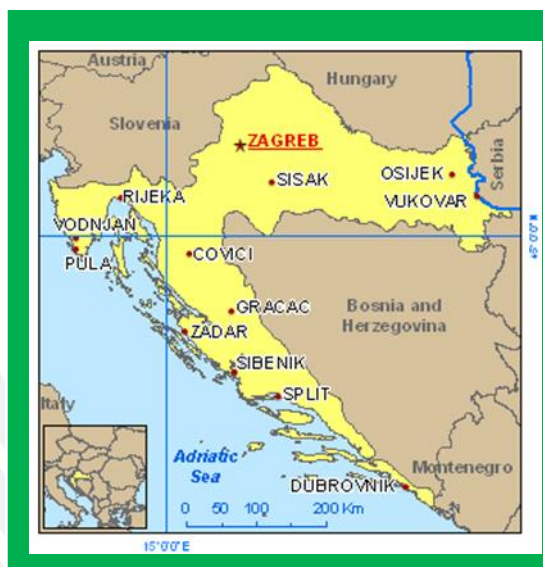 Austria
Hungary
Slovenia
ZAGREB
Serbia
SISAK
OSIJEK
VUKOVAR
RIJEKA
VODNJAN
PULA
COVICI
45°0'0"N
GRACAC
Bosnia and
Herzegovina
ZADAR
ŠIBENIK
SPLIT
Italy
Adriatic
Sea
Montenegro
DUBROVNIK
0 50 100 200 Km
15°0'0"E